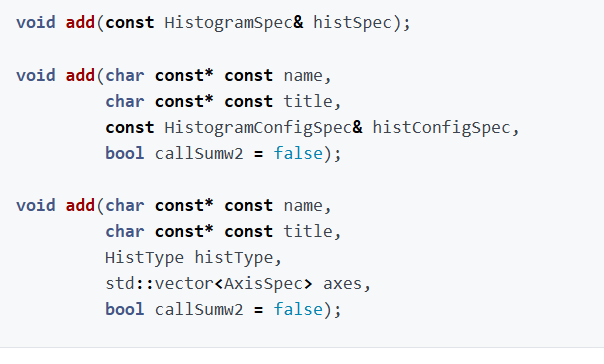 void add(const HistogramSpec& histSpec);
void add(char const* const name,
char const* const title,
const HistogramConfigSpec& histConfigSpec,
bool callSumw2 = false);
void add(char const* const name,
char const* const title,
HistType histType,
std::vector<AxisSpec> axes,
bool callSumw2 = false);